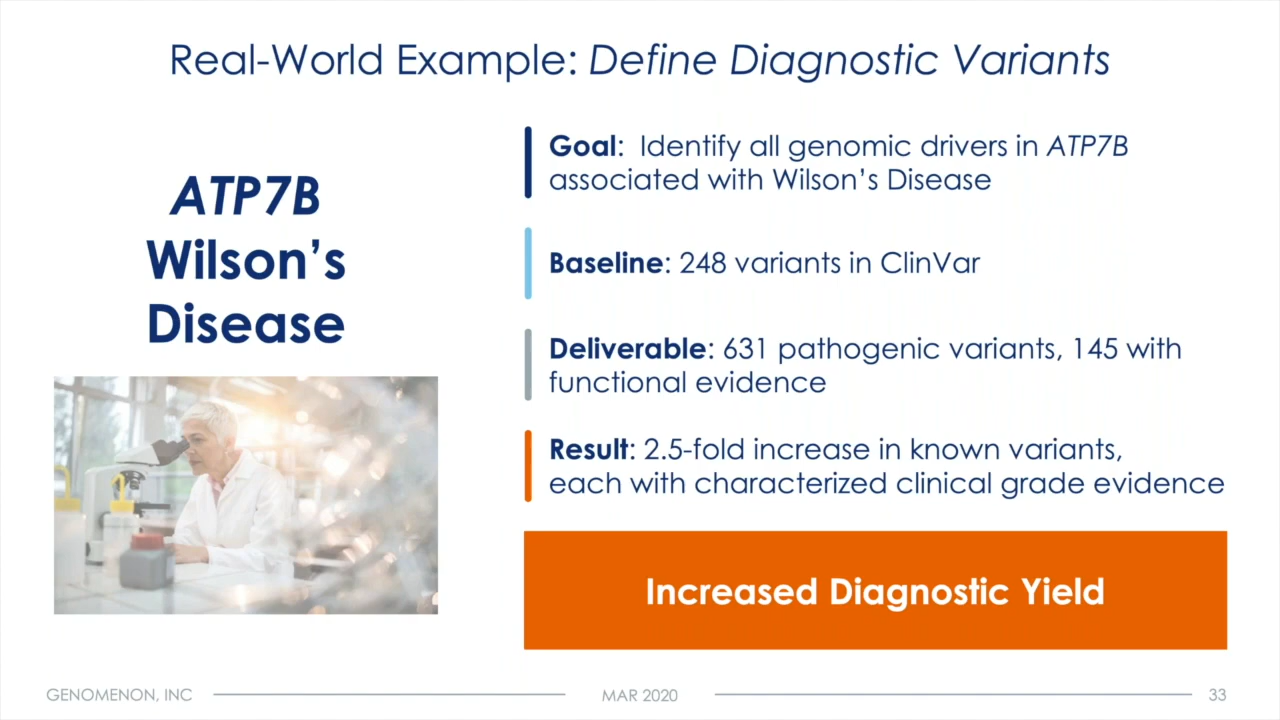 Real-World Example: Define Diagnostic Variants
ATP7B
Wilson’s
Disease
Goal:  Identify all genomic drivers in ATP7B
associated with Wilson’s Disease
Baseline: 248 variants in ClinVar
Deliverable: 631 pathogenic variants, 145 with
functional evidence
Result: 2.5-fold increase in known variants,
each with characterized clinical grade evidence
Increased Diagnostic Yield
GENOMENON, INC
MAR 2020
33